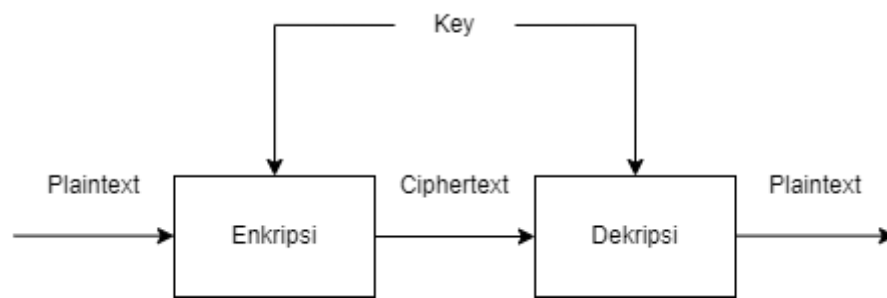 Key
Plaintext
Ciphertext
Plaintext
Enkripsi
Dekripsi